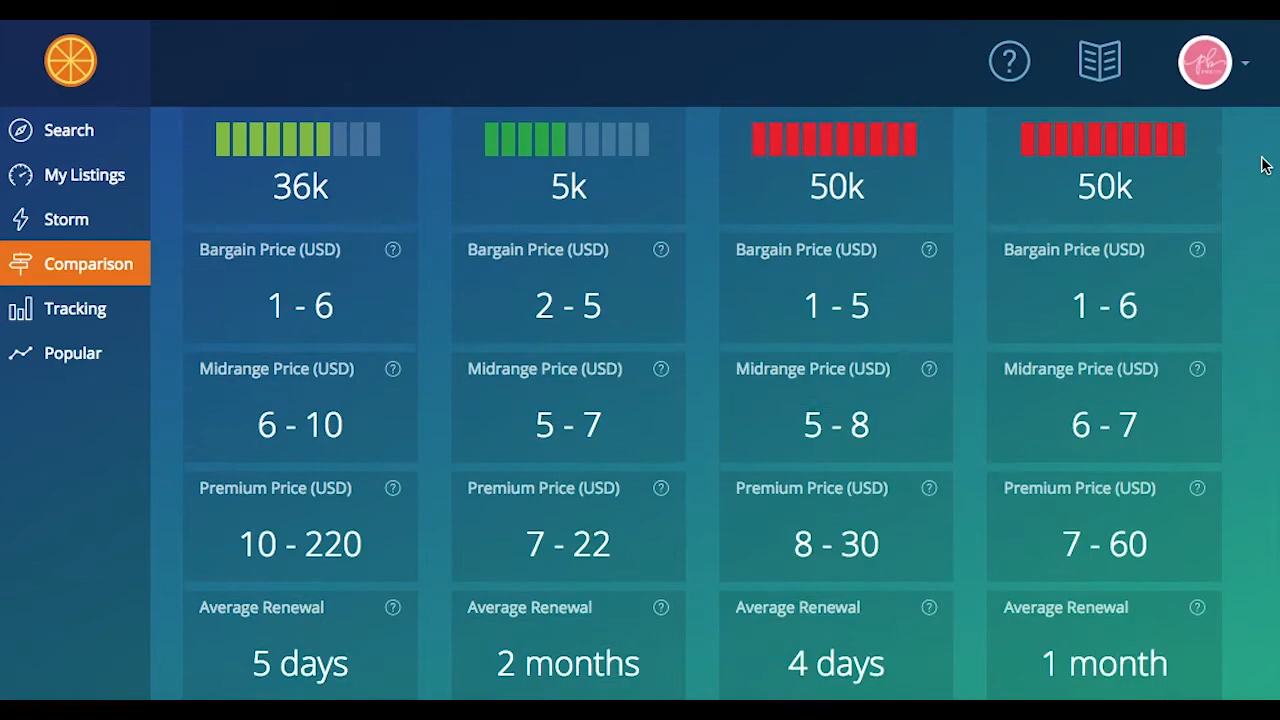 Search
My Listings
Storm
Comparison
Tracking
Popular
36k 5k 50k 50k
Bargain Price (USD) ? Bargain Price (USD) ? Bargain Price (USD) ? Bargain Price (USD) ?
1 - 6 2 - 5 1 - 5 1 - 6
Midrange Price (USD) ? Midrange Price (USD) ? Midrange Price (USD) ? Midrange Price (USD) ?
6 - 10 5 - 7 5 - 8 6 - 7
Premium Price (USD) ? Premium Price (USD) ? Premium Price (USD) ? Premium Price (USD) ?
10 - 220 7 - 22 8 - 30 7 - 60
Average Renewal ? Average Renewal ? Average Renewal ? Average Renewal ?
5 days 2 months 4 days 1 month